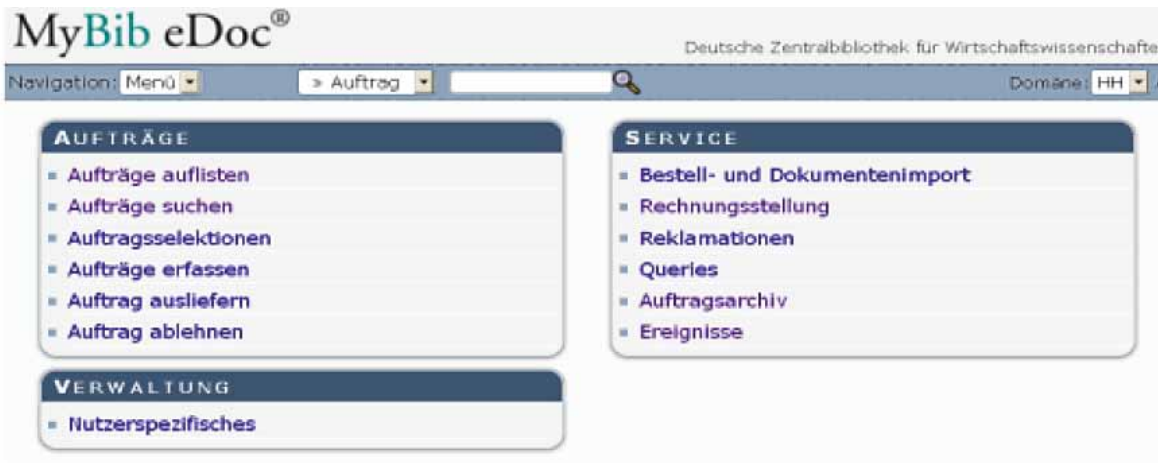 MyBib eDoc®
Deutsche Zentralbibliothek für Wirtschaftswissenschafte
Navigation: Menü » Auftrag Domäne: HH
AUFTRÄGE
Aufträge auflisten
Aufträge suchen
Auftragsselektionen
Aufträge erfassen
Auftrag ausliefern
Auftrag ablehnen
VERWALTUNG
Nutzerspezifisches
SERVICE
Bestell- und Dokumentenimport
Rechnungsstellung
Reklamationen
Queries
Auftragsarchiv
Ereignisse